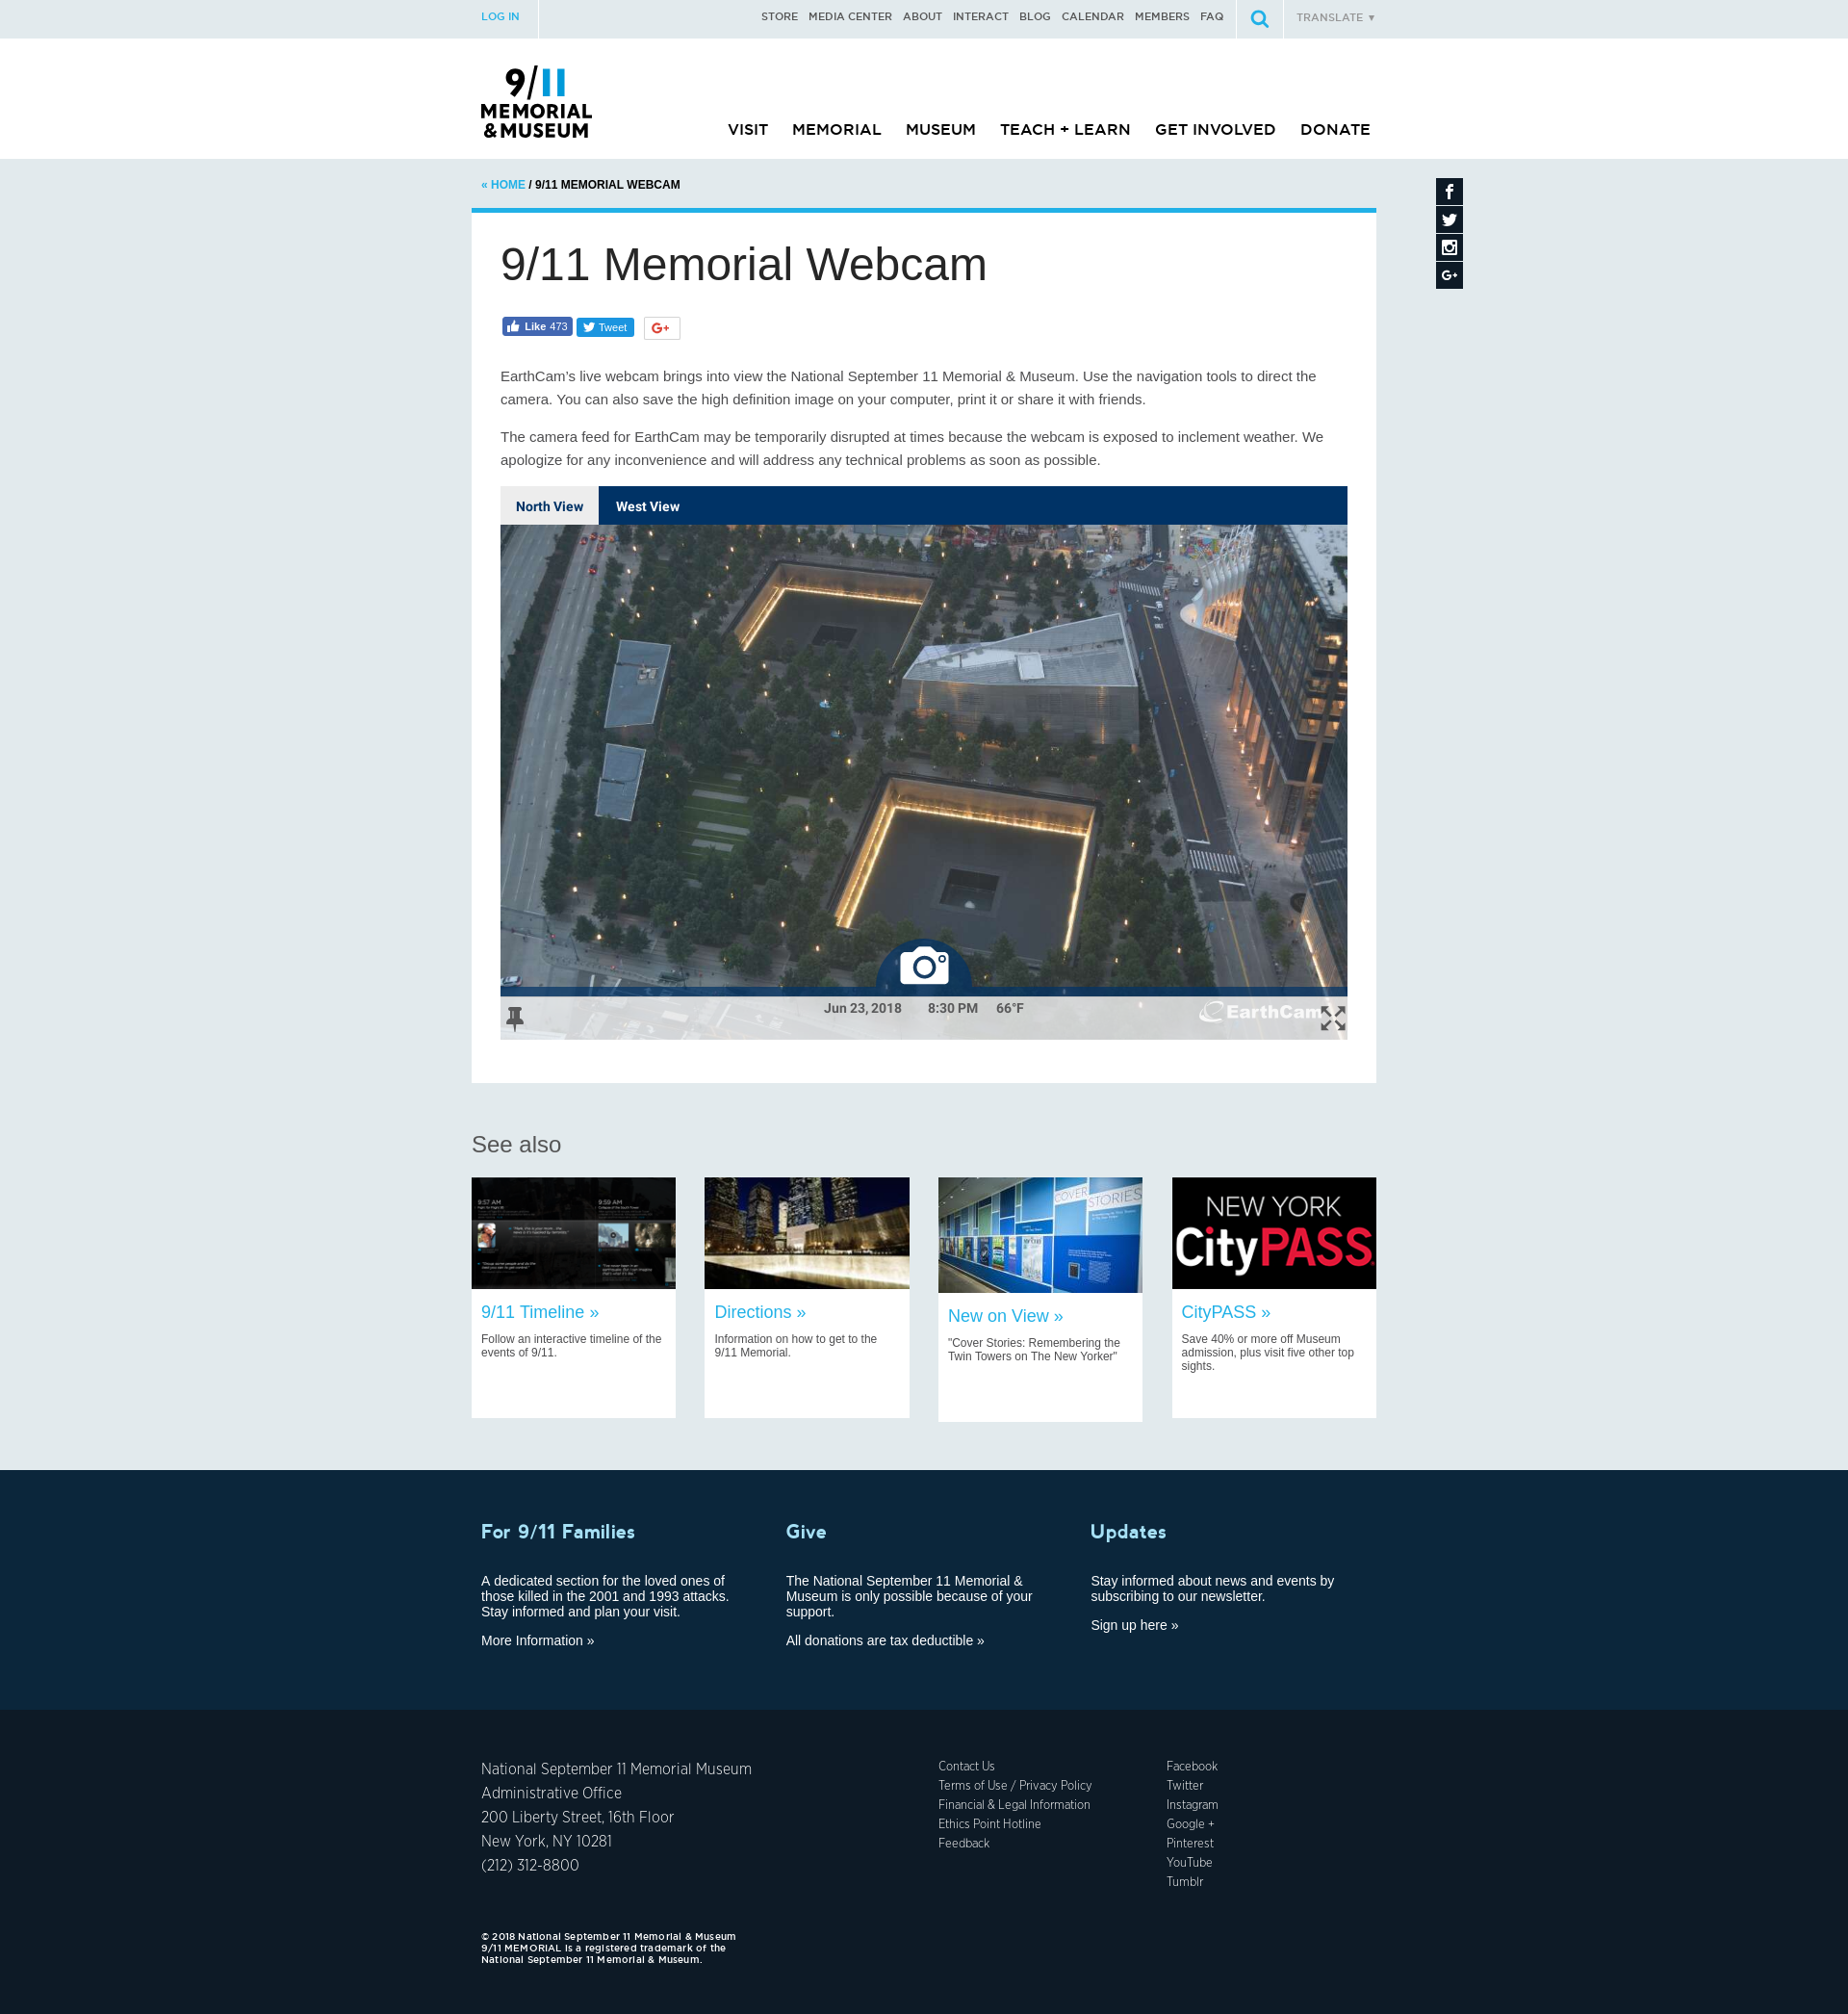 LOG IN
STORE MEDIA CENTER ABOUT INTERACT BLOG CALENDAR MEMBERS FAQ
TRANSLATE ▼
9/11
MEMORIAL
&MUSEUM
VISIT MEMORIAL MUSEUM TEACH + LEARN GET INVOLVED DONATE
« HOME / 9/11 MEMORIAL WEBCAM
9/11 Memorial Webcam
Like 473 Tweet G+
EarthCam's live webcam brings into view the National September 11 Memorial & Museum. Use the navigation tools to direct the
camera. You can also save the high definition image on your computer, print it or share it with friends.
The camera feed for EarthCam may be temporarily disrupted at times because the webcam is exposed to inclement weather. We
apologize for any inconvenience and will address any technical problems as soon as possible.
North View West View
Jun 23, 2018 8:30 PM 66°F
EarthCam
See also
9:57 AM
9:59 AM
COVER
STORIES
NEW YORK
CityPASS
9/11 Timeline »
Follow an interactive timeline of the
events of 9/11.
Directions »
Information on how to get to the
9/11 Memorial.
New on View »
"Cover Stories: Remembering the
Twin Towers on The New Yorker"
CityPASS »
Save 40% or more off Museum
admission, plus visit five other top
sights.
For 9/11 Families
A dedicated section for the loved ones of
those killed in the 2001 and 1993 attacks.
Stay informed and plan your visit.
More Information »
Give
The National September 11 Memorial &
Museum is only possible because of your
support.
All donations are tax deductible »
Updates
Stay informed about news and events by
subscribing to our newsletter.
Sign up here »
National September 11 Memorial Museum
Administrative Office
200 Liberty Street, 16th Floor
New York, NY 10281
(212) 312-8800
Contact Us
Terms of Use / Privacy Policy
Financial & Legal Information
Ethics Point Hotline
Feedback
Facebook
Twitter
Instagram
Google +
Pinterest
YouTube
Tumblr
© 2018 National September 11 Memorial & Museum
9/11 MEMORIAL is a registered trademark of the
National September 11 Memorial & Museum.